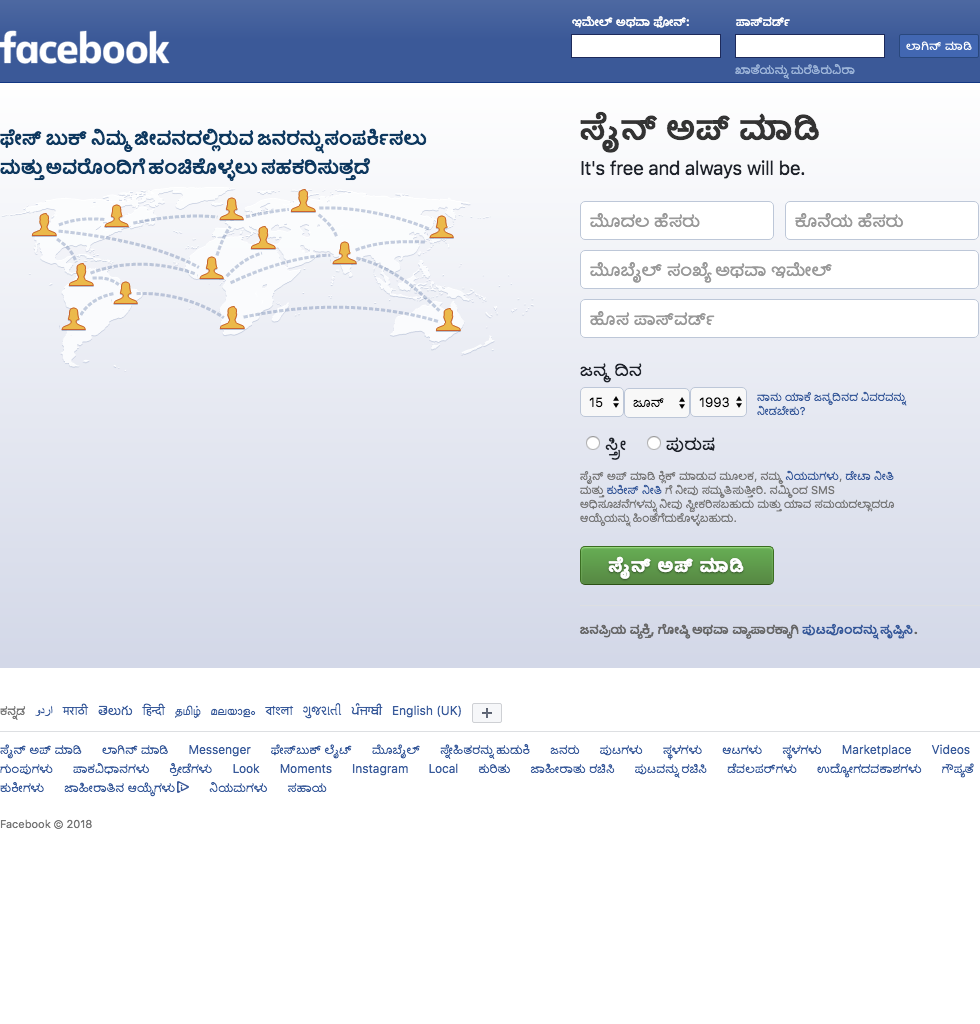 facebook
ಇಮೇಲ್ ಅಥವಾ ಫೋನ್:
ಪಾಸ್‌ವರ್ಡ್
ಲಾಗಿನ್ ಮಾಡಿ
ಖಾತೆಯನ್ನು ಮರೆತಿರುವಿರಾ
ಫೇಸ್ ಬುಕ್ ನಿಮ್ಮ ಜೀವನದಲ್ಲಿರುವ ಜನರನ್ನು ಸಂಪರ್ಕಿಸಲು
ಮತ್ತು ಅವರೊಂದಿಗೆ ಹಂಚಿಕೊಳ್ಳಲು ಸಹಕರಿಸುತ್ತದೆ
ಸೈನ್ ಅಪ್ ಮಾಡಿ
It's free and always will be.
ಮೊದಲ ಹೆಸರು
ಕೊನೆಯ ಹೆಸರು
ಮೊಬೈಲ್ ಸಂಖ್ಯೆ ಅಥವಾ ಇಮೇಲ್
ಹೊಸ ಪಾಸ್‌ವರ್ಡ್
ಜನ್ಮ ದಿನ
15 ಜೂನ್ 1993
ನಾನು ಯಾಕೆ ಜನ್ಮದಿನದ ವಿವರವನ್ನು
ನೀಡಬೇಕು?
ಸ್ತ್ರೀ ಪುರುಷ
ಸೈನ್ ಅಪ್ ಮಾಡಿ ಕ್ಲಿಕ್ ಮಾಡುವ ಮೂಲಕ, ನಮ್ಮ ನಿಯಮಗಳು, ಡೇಟಾ ನೀತಿ
ಮತ್ತು ಕುಕೀಸ್ ನೀತಿ ಗೆ ನೀವು ಸಮ್ಮತಿಸುತ್ತೀರಿ. ನಮ್ಮಿಂದ SMS
ಅಧಿಸೂಚನೆಗಳನ್ನು ನೀವು ಸ್ವೀಕರಿಸಬಹುದು ಮತ್ತು ಯಾವ ಸಮಯದಲ್ಲಾದರೂ
ಆಯ್ಕೆಯನ್ನು ಹಿಂತೆಗೆದುಕೊಳ್ಳಬಹುದು.
ಸೈನ್ ಅಪ್ ಮಾಡಿ
ಜನಪ್ರಿಯ ವ್ಯಕ್ತಿ, ಗೋಷ್ಠಿ ಅಥವಾ ವ್ಯಾಪಾರಕ್ಕಾಗಿ ಪುಟವೊಂದನ್ನು ಸೃಷ್ಟಿಸಿ.
ಕನ್ನಡ اردو मराठी తెలుగు हिन्दी தமிழ் മലയാളം বাংলা ગુજરાતી ਪੰਜਾਬੀ English (UK)
ಸೈನ್ ಅಪ್ ಮಾಡಿ ಲಾಗಿನ್ ಮಾಡಿ Messenger ಫೇಸ್‌ಬುಕ್ ಲೈಟ್ ಮೊಬೈಲ್ ಸ್ನೇಹಿತರನ್ನು ಹುಡುಕಿ ಜನರು ಪುಟಗಳು ಸ್ಥಳಗಳು ಆಟಗಳು ಸ್ಥಳಗಳು Marketplace Videos
ಗುಂಪುಗಳು ಪಾಕವಿಧಾನಗಳು ಕ್ರೀಡೆಗಳು Look Moments Instagram Local ಕುರಿತು ಜಾಹೀರಾತು ರಚಿಸಿ ಪುಟವನ್ನು ರಚಿಸಿ ಡೆವಲಪರ್‌ಗಳು ಉದ್ಯೋಗದವಕಾಶಗಳು ಗೌಪ್ಯತೆ
ಕುಕೀಗಳು ಜಾಹೀರಾತಿನ ಆಯ್ಕೆಗಳು ನಿಯಮಗಳು ಸಹಾಯ
Facebook © 2018